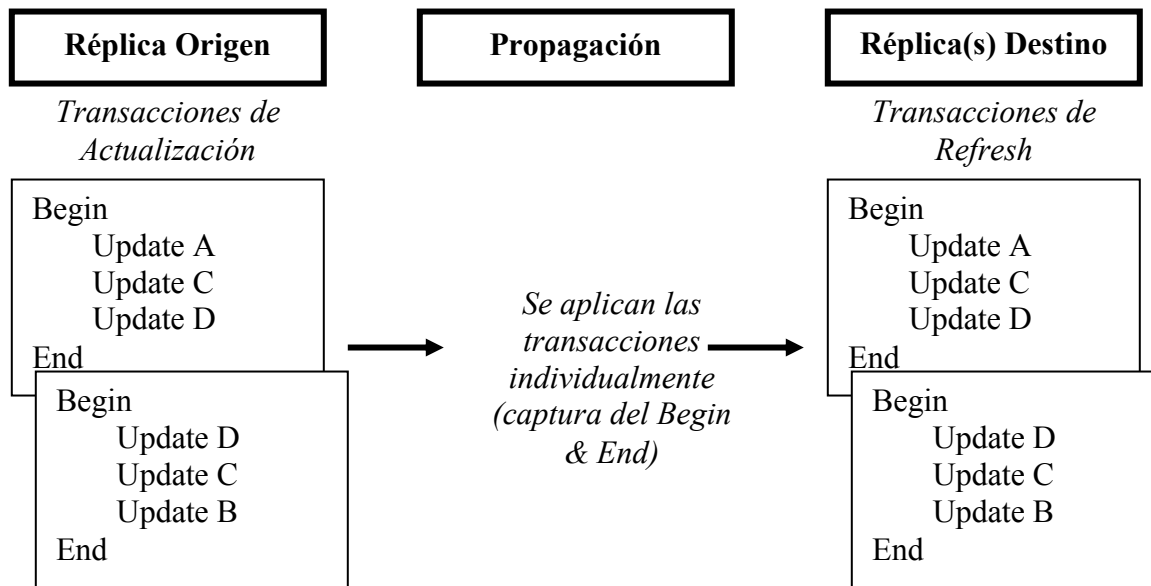 Réplica Origen
Transacciones de
Actualización
Begin
Update A
Update C
Update D
End
Begin
Update D
Update C
Update B
End
Propagación
Se aplican las
transacciones
individualmente
(captura del Begin
& End)
Réplica(s) Destino
Transacciones de
Refresh
Begin
Update A
Update C
Update D
End
Begin
Update D
Update C
Update B
End